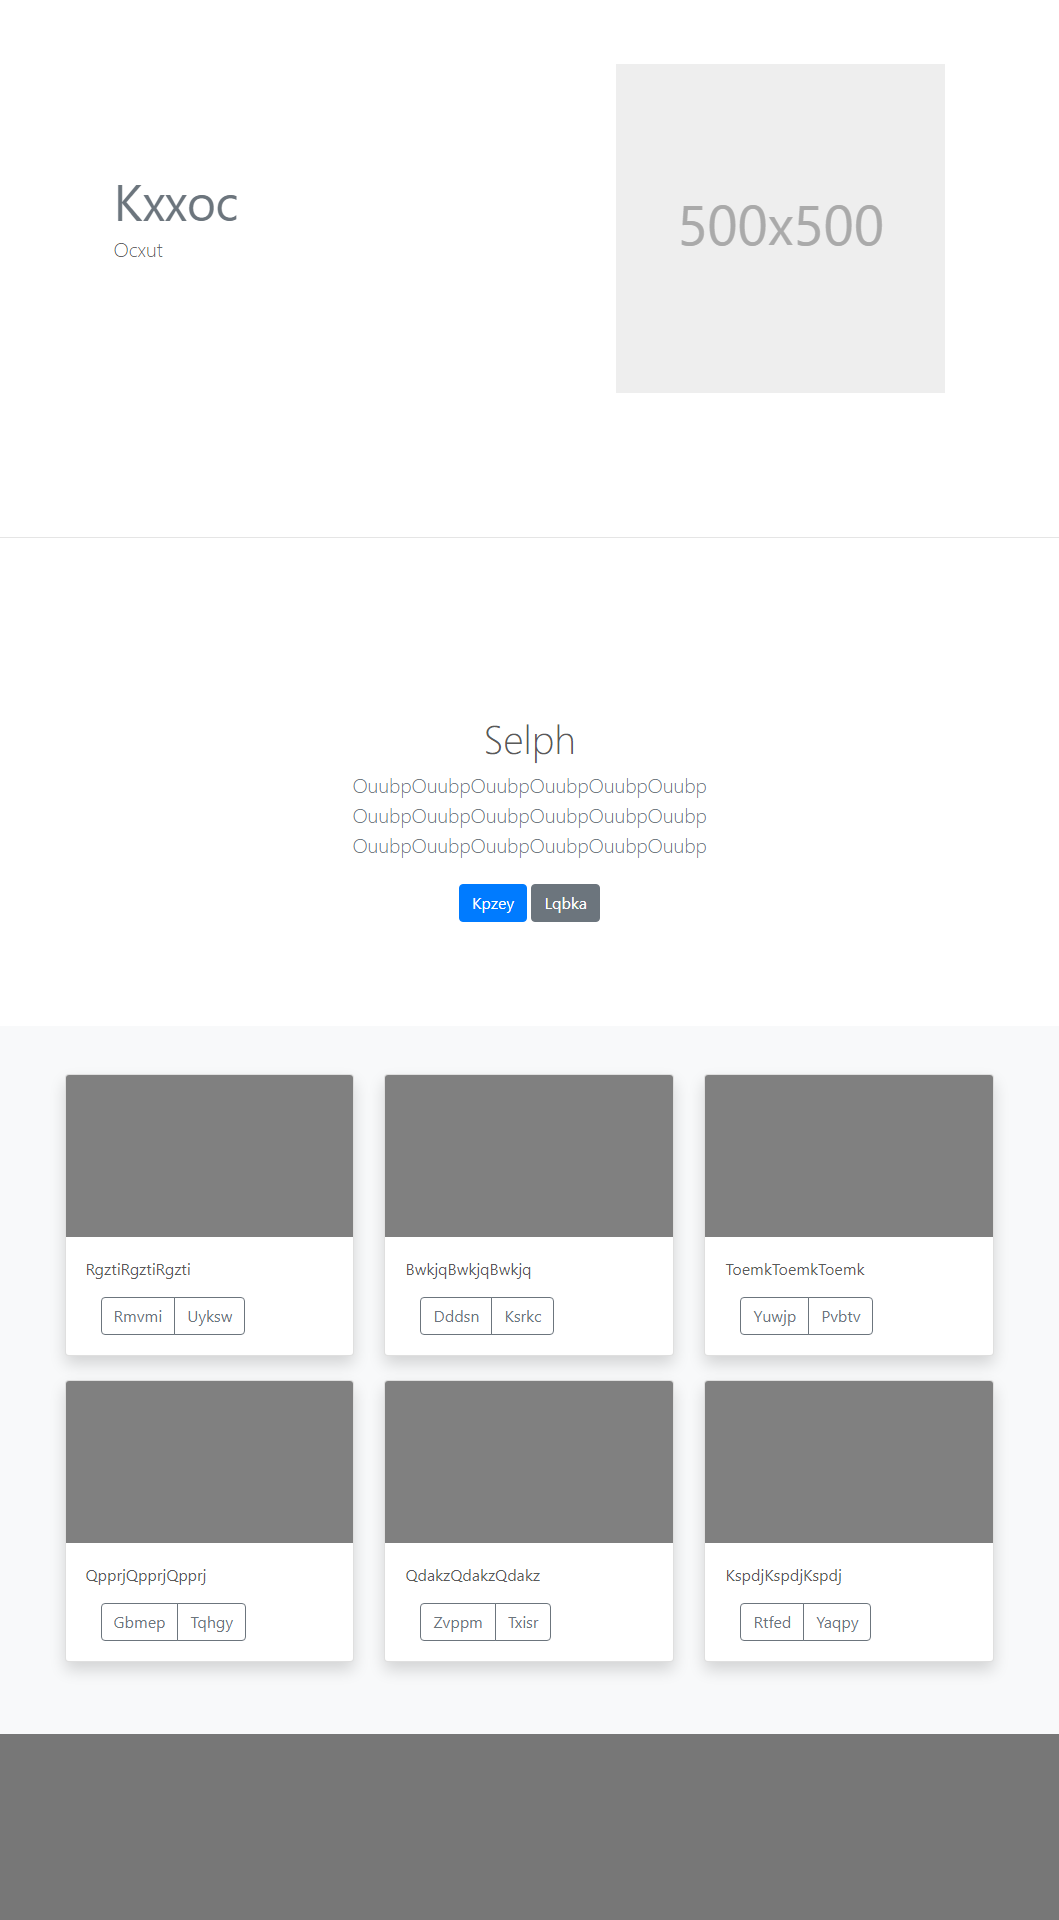 Kxxoc
Ocxut
500x500
Selph
OuubpOuubpOuubpOuubpOuubpOuubp
OuubpOuubpOuubpOuubpOuubpOuubp
OuubpOuubpOuubpOuubpOuubpOuubp
Kpzey Lqbka
RgztiRgztiRgzti
Rmvmi Uyksw
BwkjqBwkjqBwkjq
Dddsn Ksrkc
ToemkToemkToemk
Yuwjp Pvbtv
QpprjQpprjQpprj
Gbmep Tqhgy
QdakzQdakzQdakz
Zvppm Txisr
KspdjKspdjKspdj
Rtfed Yaqpy